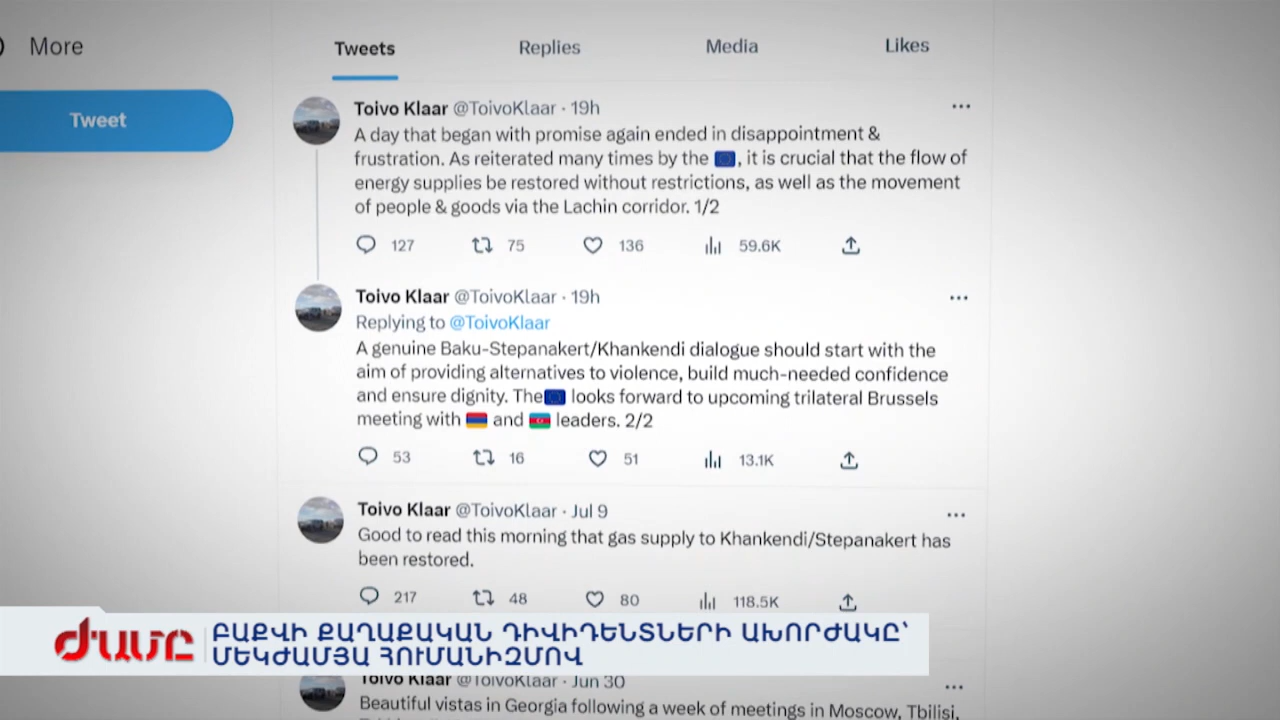 More
Tweet
Tweets
Replies
Media
Likes
Toivo Klaar @ToivoKlaar · 19h
A day that began with promise again ended in disappointment &
frustration. As reiterated many times by the 🇪🇺, it is crucial that the flow of
energy supplies be restored without restrictions, as well as the movement
of people & goods via the Lachin corridor. 1/2
127 75 136 59.6K
Toivo Klaar @ToivoKlaar · 19h
Replying to @ToivoKlaar
A genuine Baku-Stepanakert/Khankendi dialogue should start with the
aim of providing alternatives to violence, build much-needed confidence
and ensure dignity. The🇪🇺 looks forward to upcoming trilateral Brussels
meeting with 🇦🇲 and 🇦🇿 leaders. 2/2
53 16 51 13.1K
Toivo Klaar @ToivoKlaar · Jul 9
Good to read this morning that gas supply to Khankendi/Stepanakert has
been restored.
217 48 80 118.5K
ԺԱՄԸ
ԲԱՔՎԻ ՔԱՂԱՔԱԿԱՆ ԴԻՎԻԴԵՆՏՆԵՐԻ ԱԽՈՐԺԱԿԸ՝
ՄԵԿԺԱՄՅԱ ՀՈՒՄԱՆԻԶՄՈՎ
Toivo Klaar @ToivoKlaar · Jun 30
Beautiful vistas in Georgia following a week of meetings in Moscow, Tbilisi,